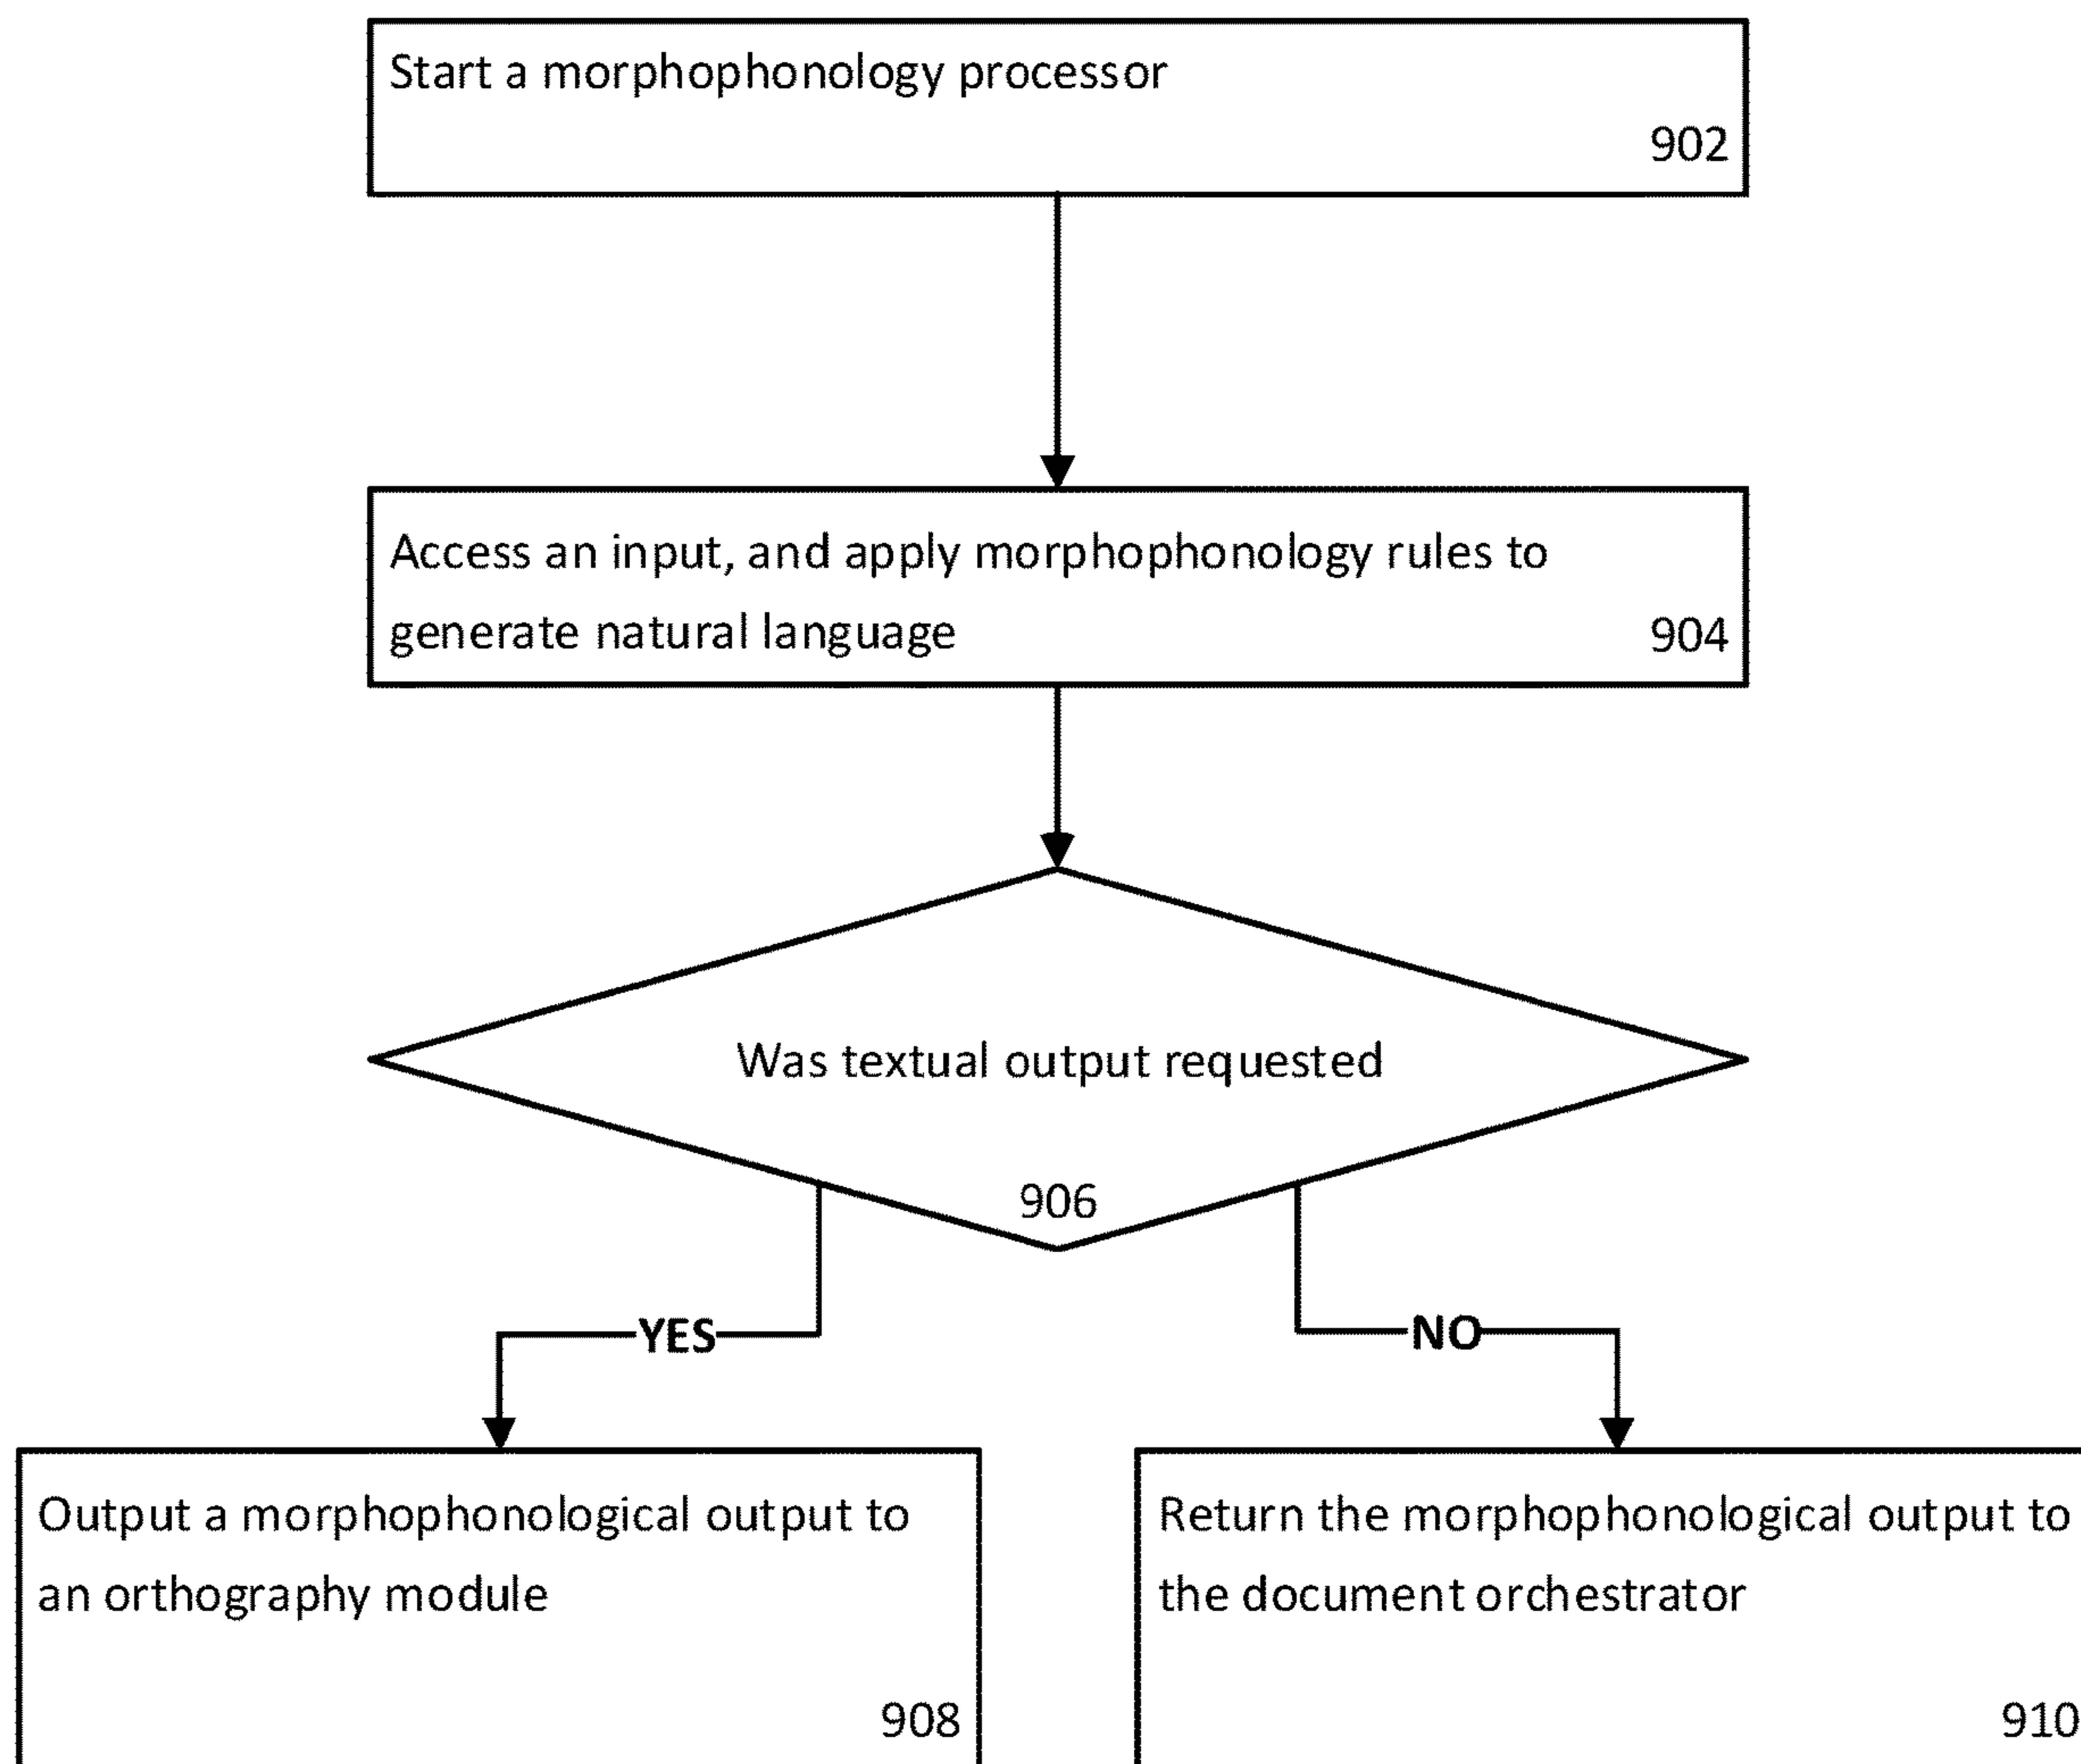 Start a morphophonology processor
902
Access an input, and apply morphophonology rules to
generate natural language
904
Was textual output requested
906
YES
NO
Output a morphophonological output to
an orthography module
908
Return the morphophonological output to
the document orchestrator
910